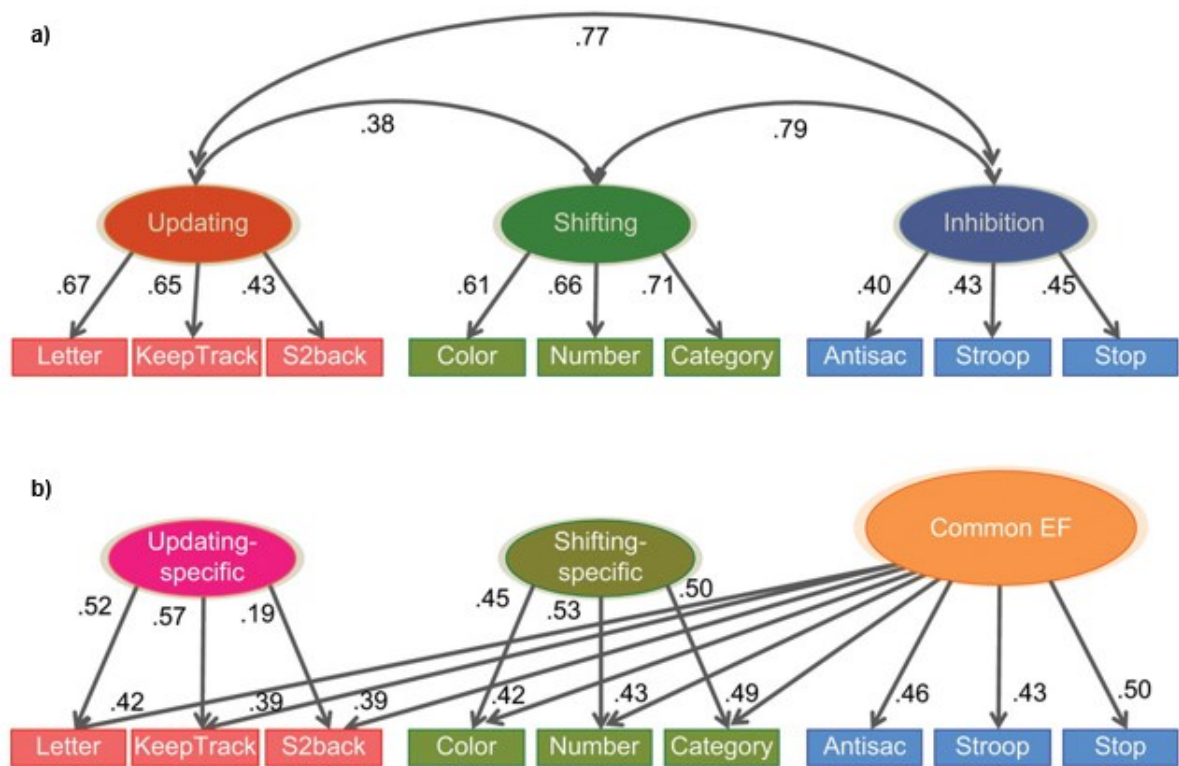 a)
.77
.38
.79
Updating
Shifting
Inhibition
.67
.65
.43
.61
.66
.71
.40
.43
.45
Letter
KeepTrack
S2back
Color
Number
Category
Antisac
Stroop
Stop
b)
Common EF
Updating-
specific
Shifting-
specific
.52
.57
.19
.45
.53
.50
.42
.39
.39
.42
.43
.49
.46
.43
.50
Letter
KeepTrack
S2back
Color
Number
Category
Antisac
Stroop
Stop